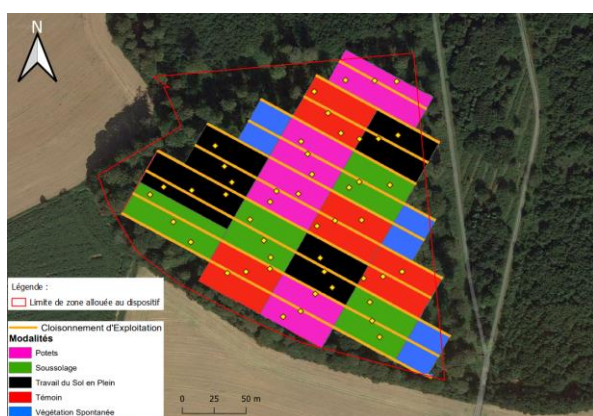 N
Légende :
Limite de zone allouée au dispositif
Cloisonnement d'Exploitation
Modalités
Potets
Soussolage
Travail du Sol en Plein
Témoin
Végétation Spontanée
0 25 50 m